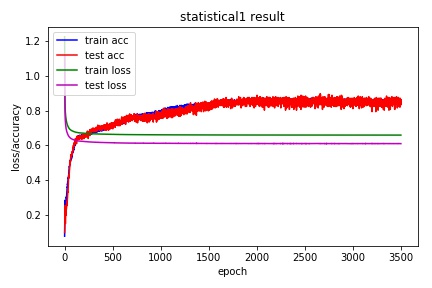 statistical1 result
train acc
test acc
train loss
test loss
loss/accuracy
1.2
1.0
0.8
0.6
0.4
0.2
0 500 1000 1500 2000 2500 3000 3500
epoch